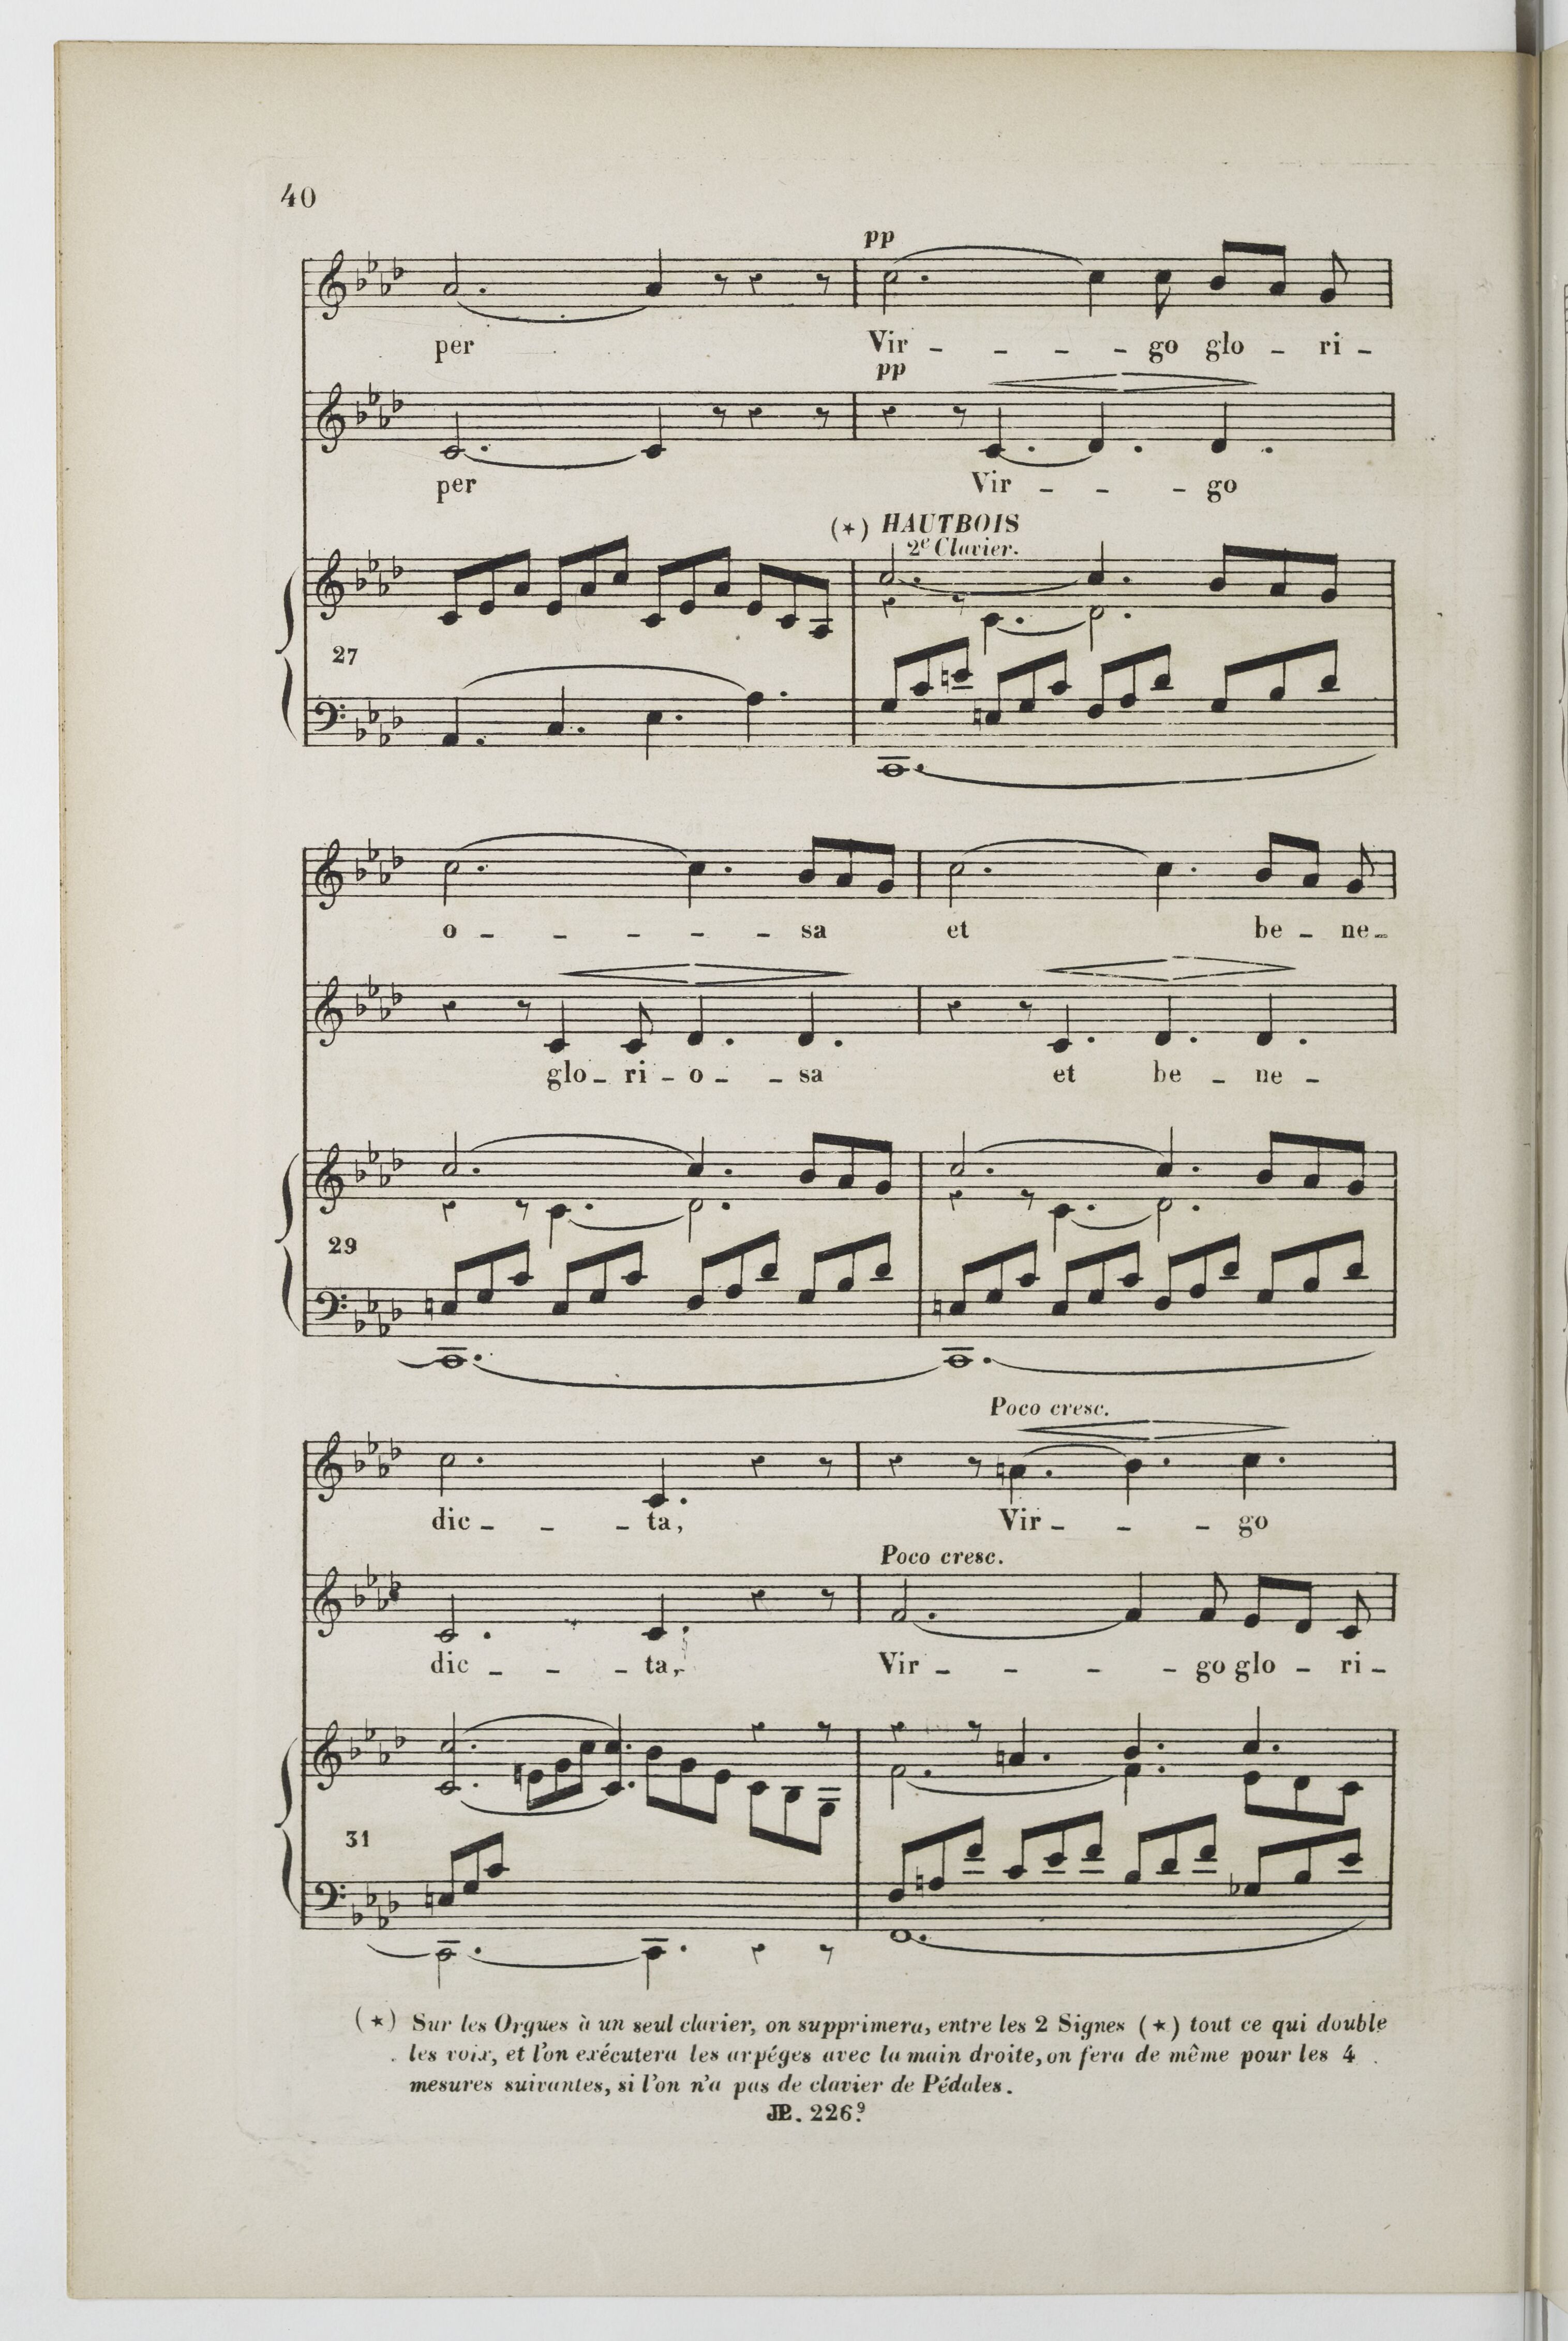 40
pp
per Vir - - - - go glo - ri -
pp
per Vir - - - go
(★) HAUTBOIS
2e Clavier.
27
o - - - - - sa et be - ne -
glo - ri - o - - sa et be - ne -
29
Poco cresc.
dic - - - ta, Vir - - - go
Poco cresc.
dic - - - ta, Vir - - - - go glo - ri -
31
(★) Sur les Orgues à un seul clavier, on supprimera, entre les 2 Signes (★) tout ce qui double
les voix, et l'on exécutera les arpéges avec la main droite, on fera de même pour les 4
mesures suivantes, si l'on n'a pas de clavier de Pédales.
JP. 226.9